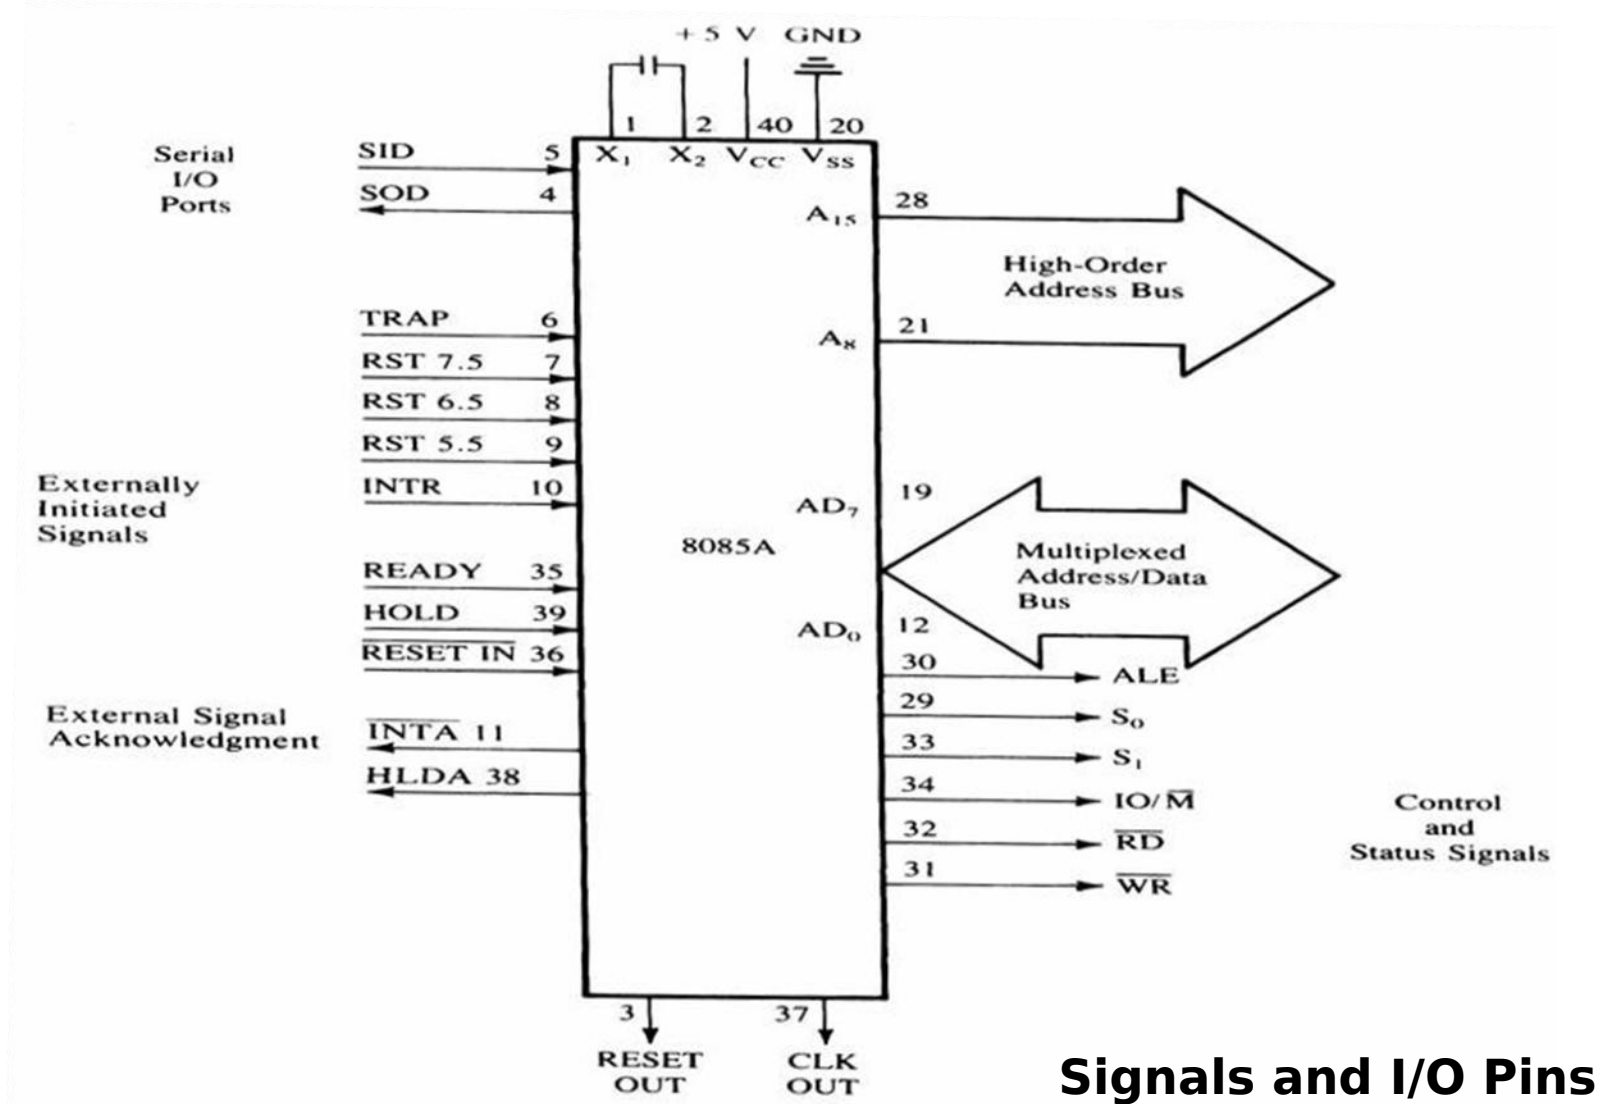 +5 V GND
1 2 40 20
X1 X2 VCC VSS
Serial
I/O
Ports
SID 5
SOD 4
A15 28
High-Order
Address Bus
A8 21
TRAP 6
RST 7.5 7
RST 6.5 8
RST 5.5 9
INTR 10
Externally
Initiated
Signals
READY 35
HOLD 39
RESET IN 36
8085A
AD7 19
Multiplexed
Address/Data
Bus
AD0 12
30 ALE
29 S0
33 S1
34 IO/M
32 RD
31 WR
Control
and
Status Signals
External Signal
Acknowledgment
INTA 11
HLDA 38
3 37
RESET
OUT
CLK
OUT
Signals and I/O Pins